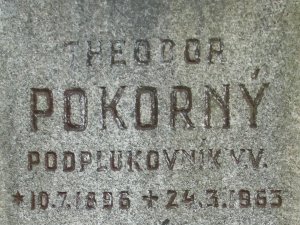 THEODOR
POKORNÝ
PODPLUKOVNÍK V.V.
*10.7.1896 +24.3.1963